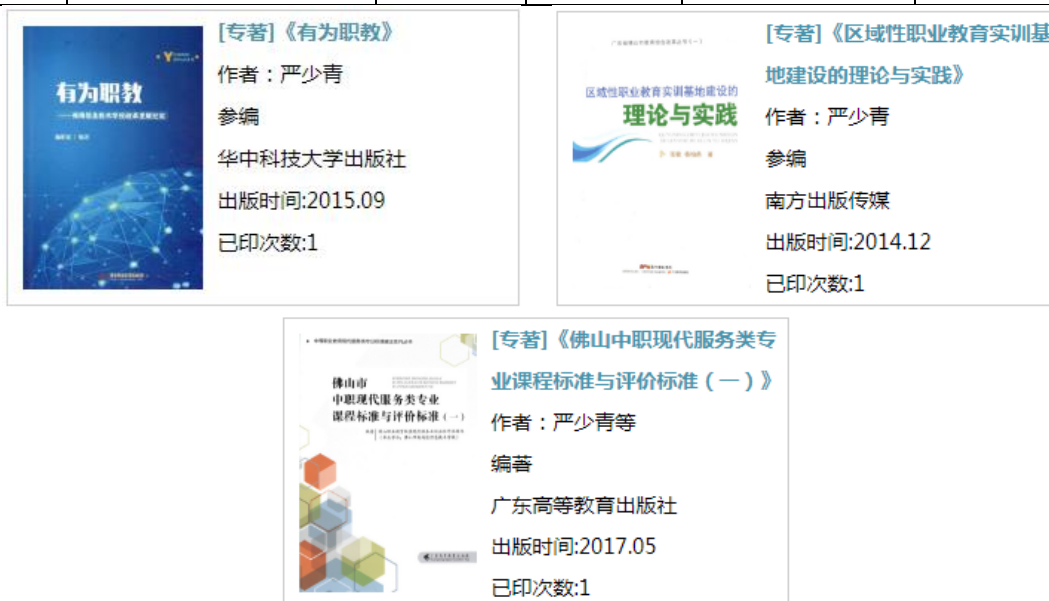 有为职教
[专著]《有为职教》
作者：严少青
参编
华中科技大学出版社
出版时间:2015.09
已印次数:1
区域性职业教育实训基地建设的
理论与实践
[专著]《区域性职业教育实训基
地建设的理论与实践》
作者：严少青
参编
南方出版传媒
出版时间:2014.12
已印次数:1
佛山市
中职现代服务类专业
课程标准与评价标准（一）
[专著]《佛山中职现代服务类专
业课程标准与评价标准（一）》
作者：严少青等
编著
广东高等教育出版社
出版时间:2017.05
已印次数:1